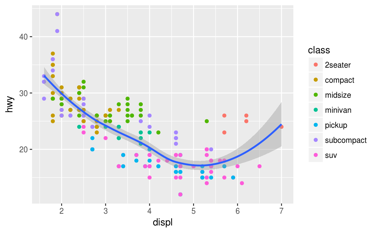 hwy
40
30
20
2
3
4
5
6
7
displ
class
2seater
compact
midsize
minivan
pickup
subcompact
suv